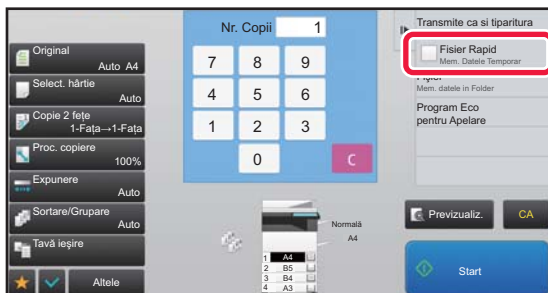 Original
Auto A4
Select. hârtie
Auto
Copie 2 fețe
1-Fața→1-Fața
Proc. copiere
100%
Expunere
Auto
Sortare/Grupare
Auto
Tavă ieșire
Altele
Nr. Copii 1
7 8 9
4 5 6
1 2 3
0 C
Normală
A4
1 A4
2 B5
3 B4
4 A3
Transmite ca si tiparitura
Fisier Rapid
Mem. Datele Temporar
Mem. datele in Folder
Program Eco
pentru Apelare
Previzualiz.
CA
Start